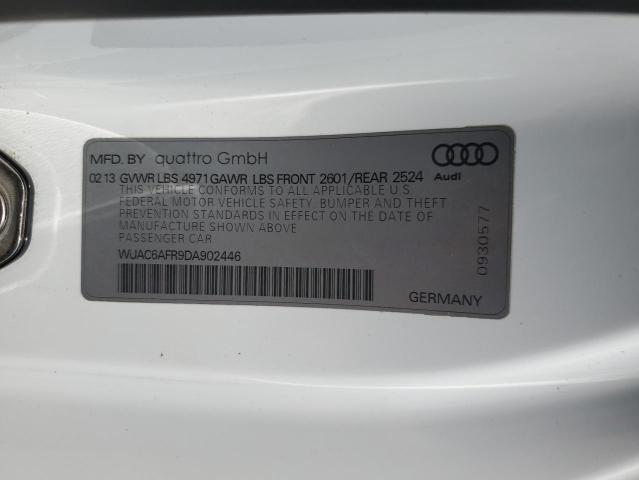 MFD. BY quattro GmbH
02 13 GVWR LBS 4971 GAWR LBS FRONT 2601/REAR 2524
Audi
THIS VEHICLE CONFORMS TO ALL APPLICABLE U.S.
FEDERAL MOTOR VEHICLE SAFETY, BUMPER AND THEFT
PREVENTION STANDARDS IN EFFECT ON THE DATE OF
MANUFACTURE SHOWN ABOVE
PASSENGER CAR
WUAC6AFR9DA902446
GERMANY
0930577